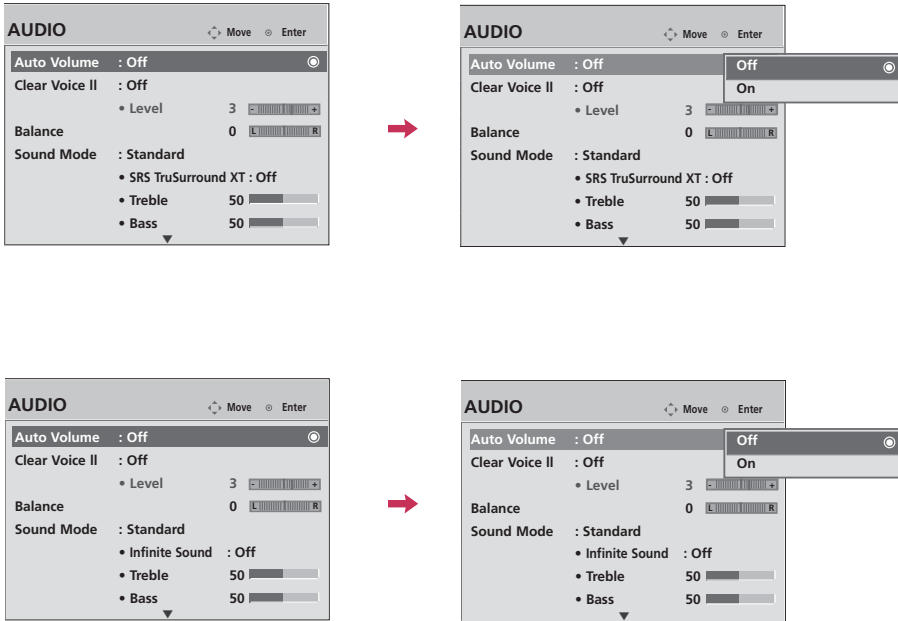 AUDIO Move Enter
Auto Volume : Off
Clear Voice ll : Off
• Level 3 - +
Balance 0 L R
Sound Mode : Standard
• SRS TruSurround XT : Off
• Treble 50
• Bass 50
AUDIO Move Enter
Auto Volume : Off
Off
On
Clear Voice ll : Off
• Level 3 - +
Balance 0 L R
Sound Mode : Standard
• SRS TruSurround XT : Off
• Treble 50
• Bass 50
AUDIO Move Enter
Auto Volume : Off
Clear Voice ll : Off
• Level 3 - +
Balance 0 L R
Sound Mode : Standard
• Infinite Sound : Off
• Treble 50
• Bass 50
AUDIO Move Enter
Auto Volume : Off
Off
On
Clear Voice ll : Off
• Level 3 - +
Balance 0 L R
Sound Mode : Standard
• Infinite Sound : Off
• Treble 50
• Bass 50